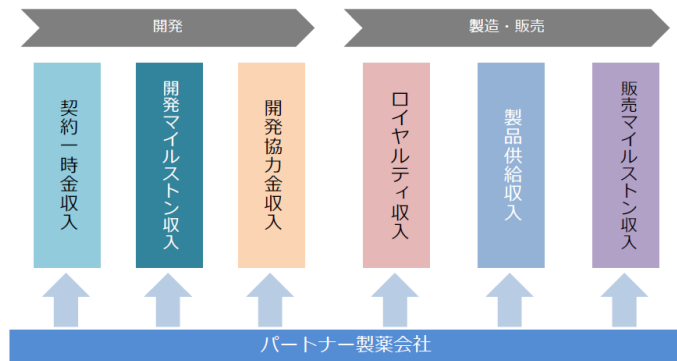 開発
製造・販売
契約一時金収入
開発マイルストン収入
開発協力金収入
ロイヤルティ収入
製品供給収入
販売マイルストン収入
パートナー製薬会社